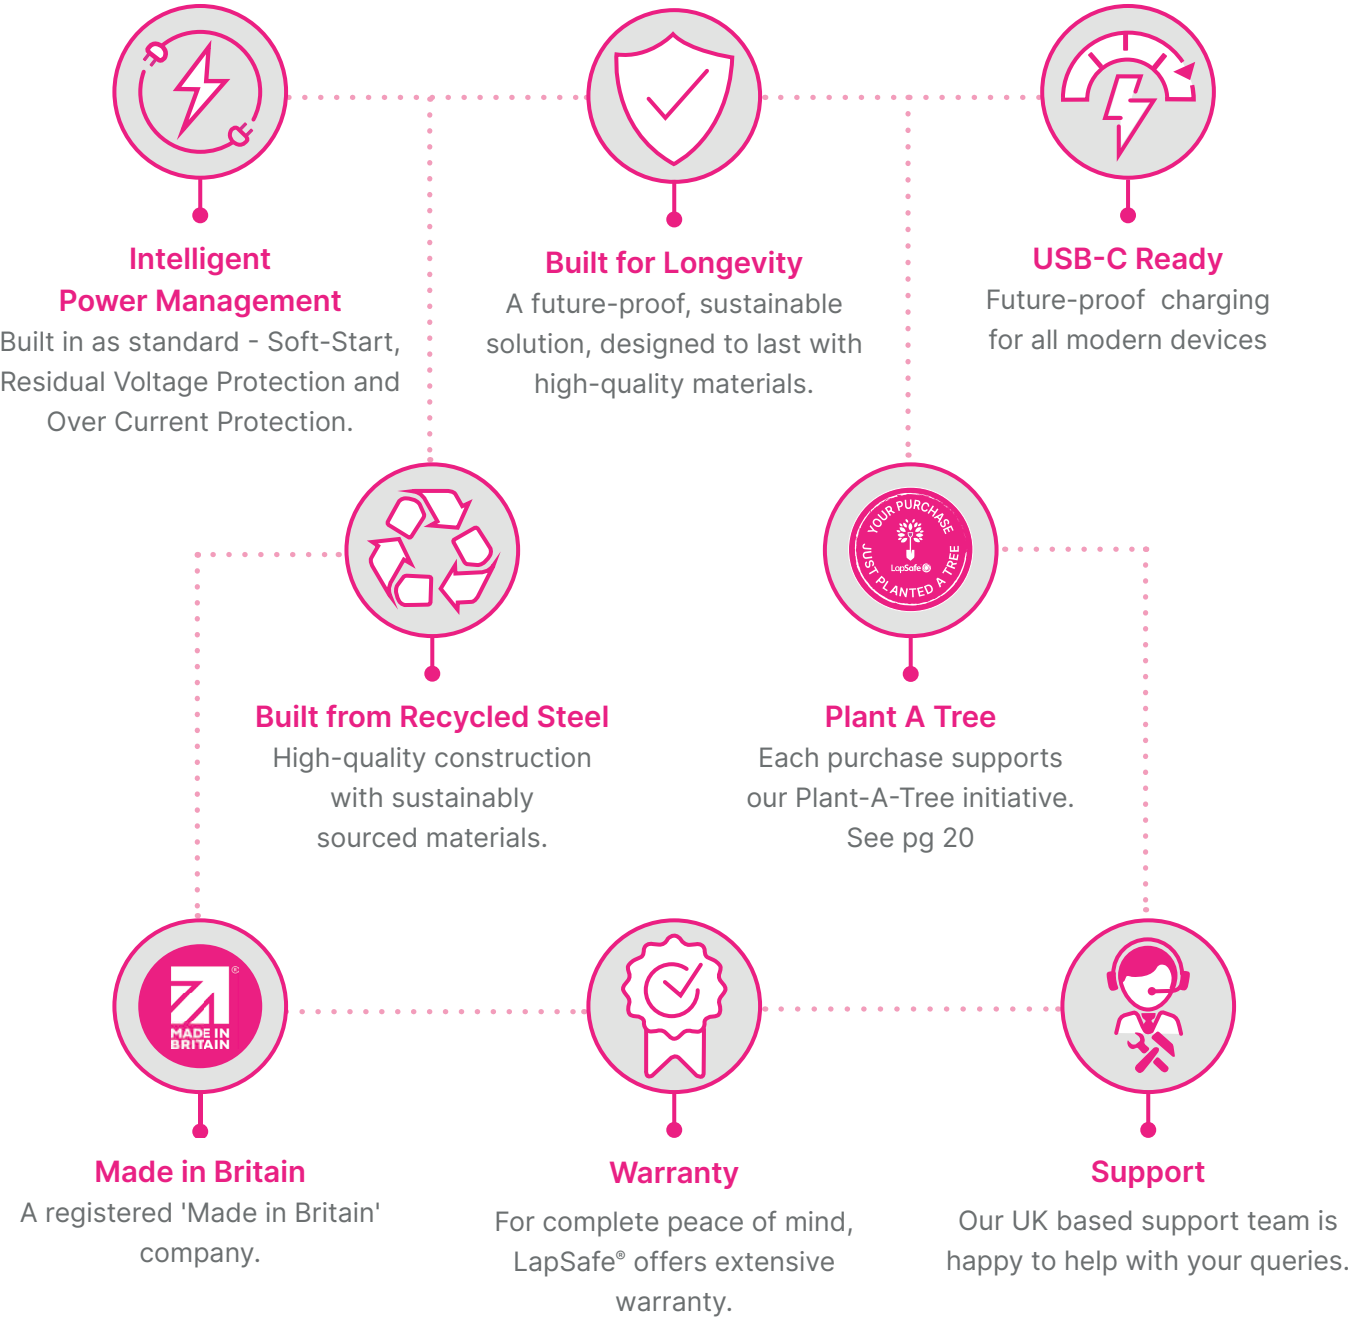 Intelligent
Power Management
Built in as standard - Soft-Start,
Residual Voltage Protection and
Over Current Protection.
Built for Longevity
A future-proof, sustainable
solution, designed to last with
high-quality materials.
USB-C Ready
Future-proof  charging
for all modern devices
Built from Recycled Steel
High-quality construction
with sustainably
sourced materials.
YOUR PURCHASE
JUST PLANTED A TREE
LapSafe
Plant A Tree
Each purchase supports
our Plant-A-Tree initiative.
See pg 20
®
MADE IN
BRITAIN
Made in Britain
A registered 'Made in Britain'
company.
Warranty
For complete peace of mind,
LapSafe® offers extensive
warranty.
Support
Our UK based support team is
happy to help with your queries.